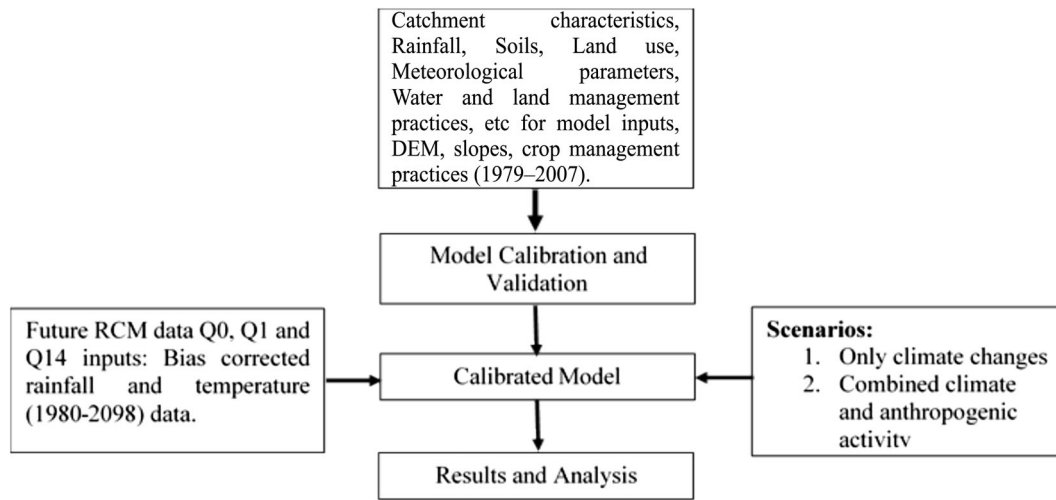 Catchment characteristics,
Rainfall, Soils, Land use,
Meteorological parameters,
Water and land management
practices, etc for model inputs,
DEM, slopes, crop management
practices (1979–2007).
Model Calibration and
Validation
Future RCM data Q0, Q1 and
Q14 inputs: Bias corrected
rainfall and temperature
(1980-2098) data.
Calibrated Model
Scenarios:
1. Only climate changes
2. Combined climate
and anthropogenic
activity
Results and Analysis